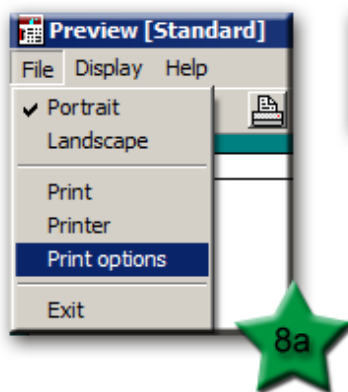 Preview [Standard]
File Display Help
✔ Portrait
Landscape
Print
Printer
Print options
Exit
8a